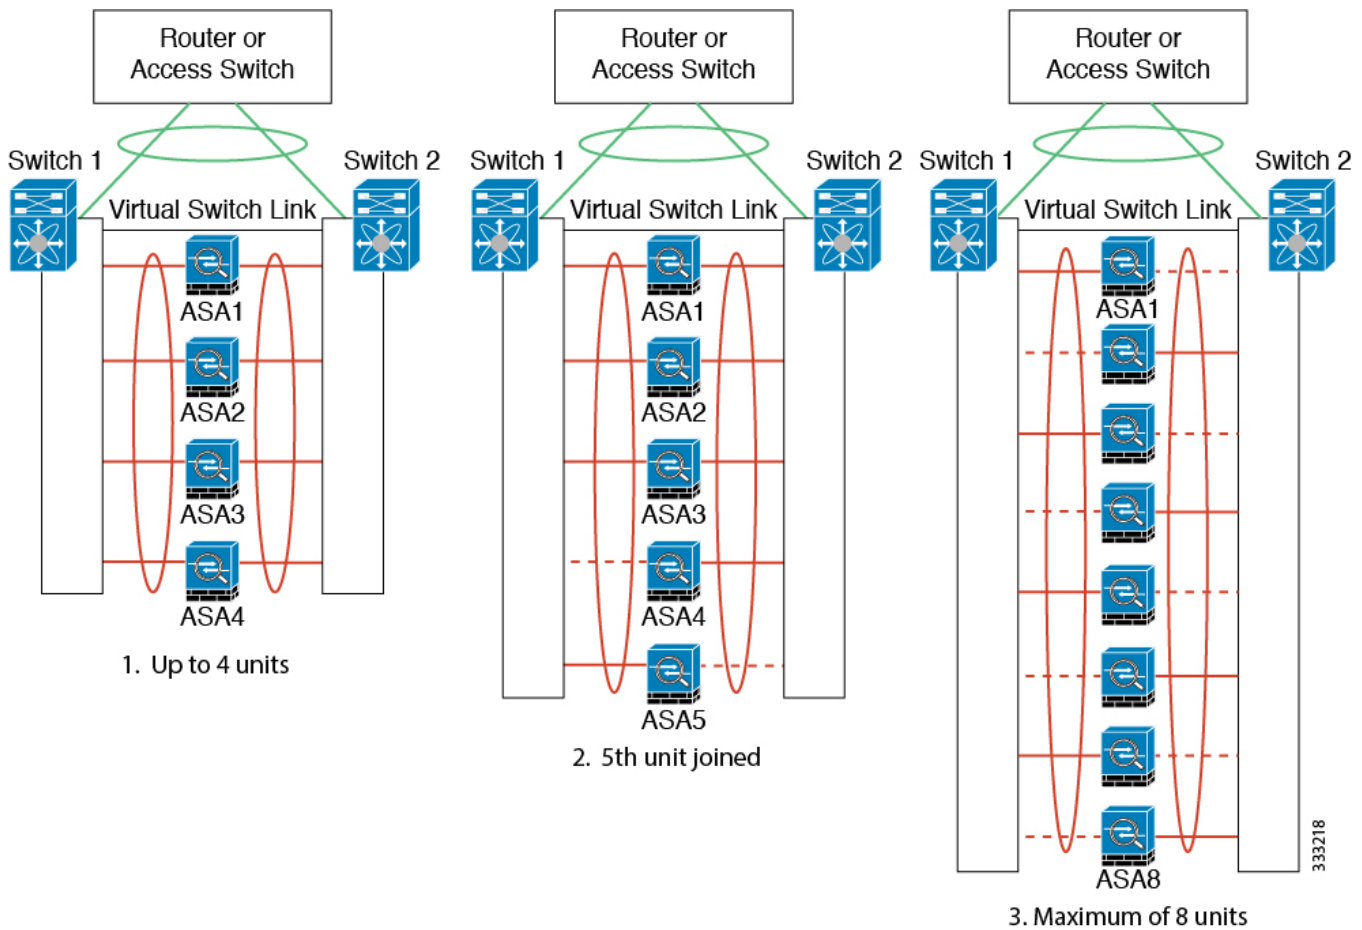 Router or
Access Switch
Switch 1
Switch 2
Virtual Switch Link
ASA1
ASA2
ASA3
ASA4
1. Up to 4 units
Router or
Access Switch
Switch 1
Switch 2
Virtual Switch Link
ASA1
ASA2
ASA3
ASA4
ASA5
2. 5th unit joined
Router or
Access Switch
Switch 1
Switch 2
Virtual Switch Link
ASA1
ASA8
333218
3. Maximum of 8 units